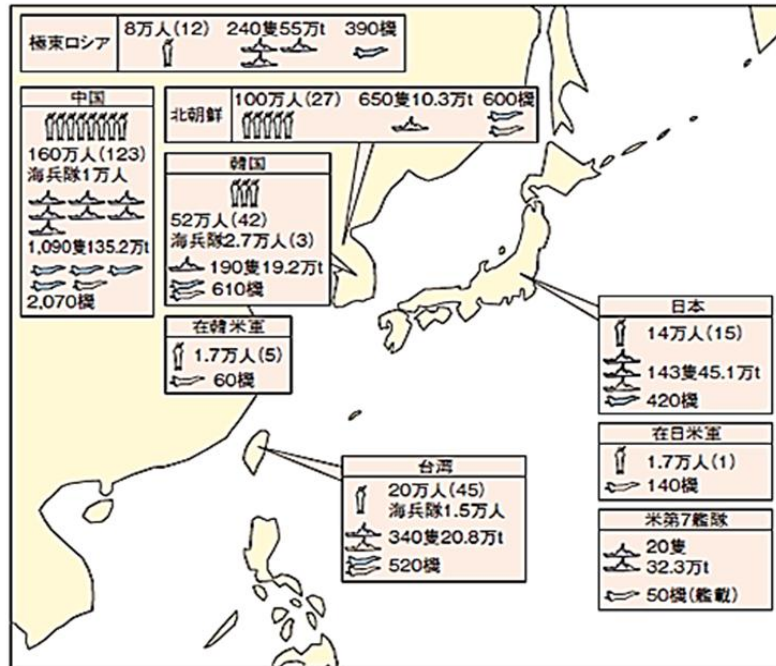 極東ロシア
8万人(12) 240隻55万t 390機
中国
160万人(123)
海兵隊1万人
1,090隻135.2万t
2,070機
北朝鮮
100万人(27) 650隻10.3万t 600機
韓国
52万人(42)
海兵隊2.7万人(3)
190隻19.2万t
610機
在韓米軍
1.7万人(5)
60機
日本
14万人(15)
143隻45.1万t
420機
在日米軍
1.7万人(1)
140機
米第7艦隊
20隻
32.3万t
50機(艦載)
台湾
20万人(45)
海兵隊1.5万人
340隻20.8万t
520機